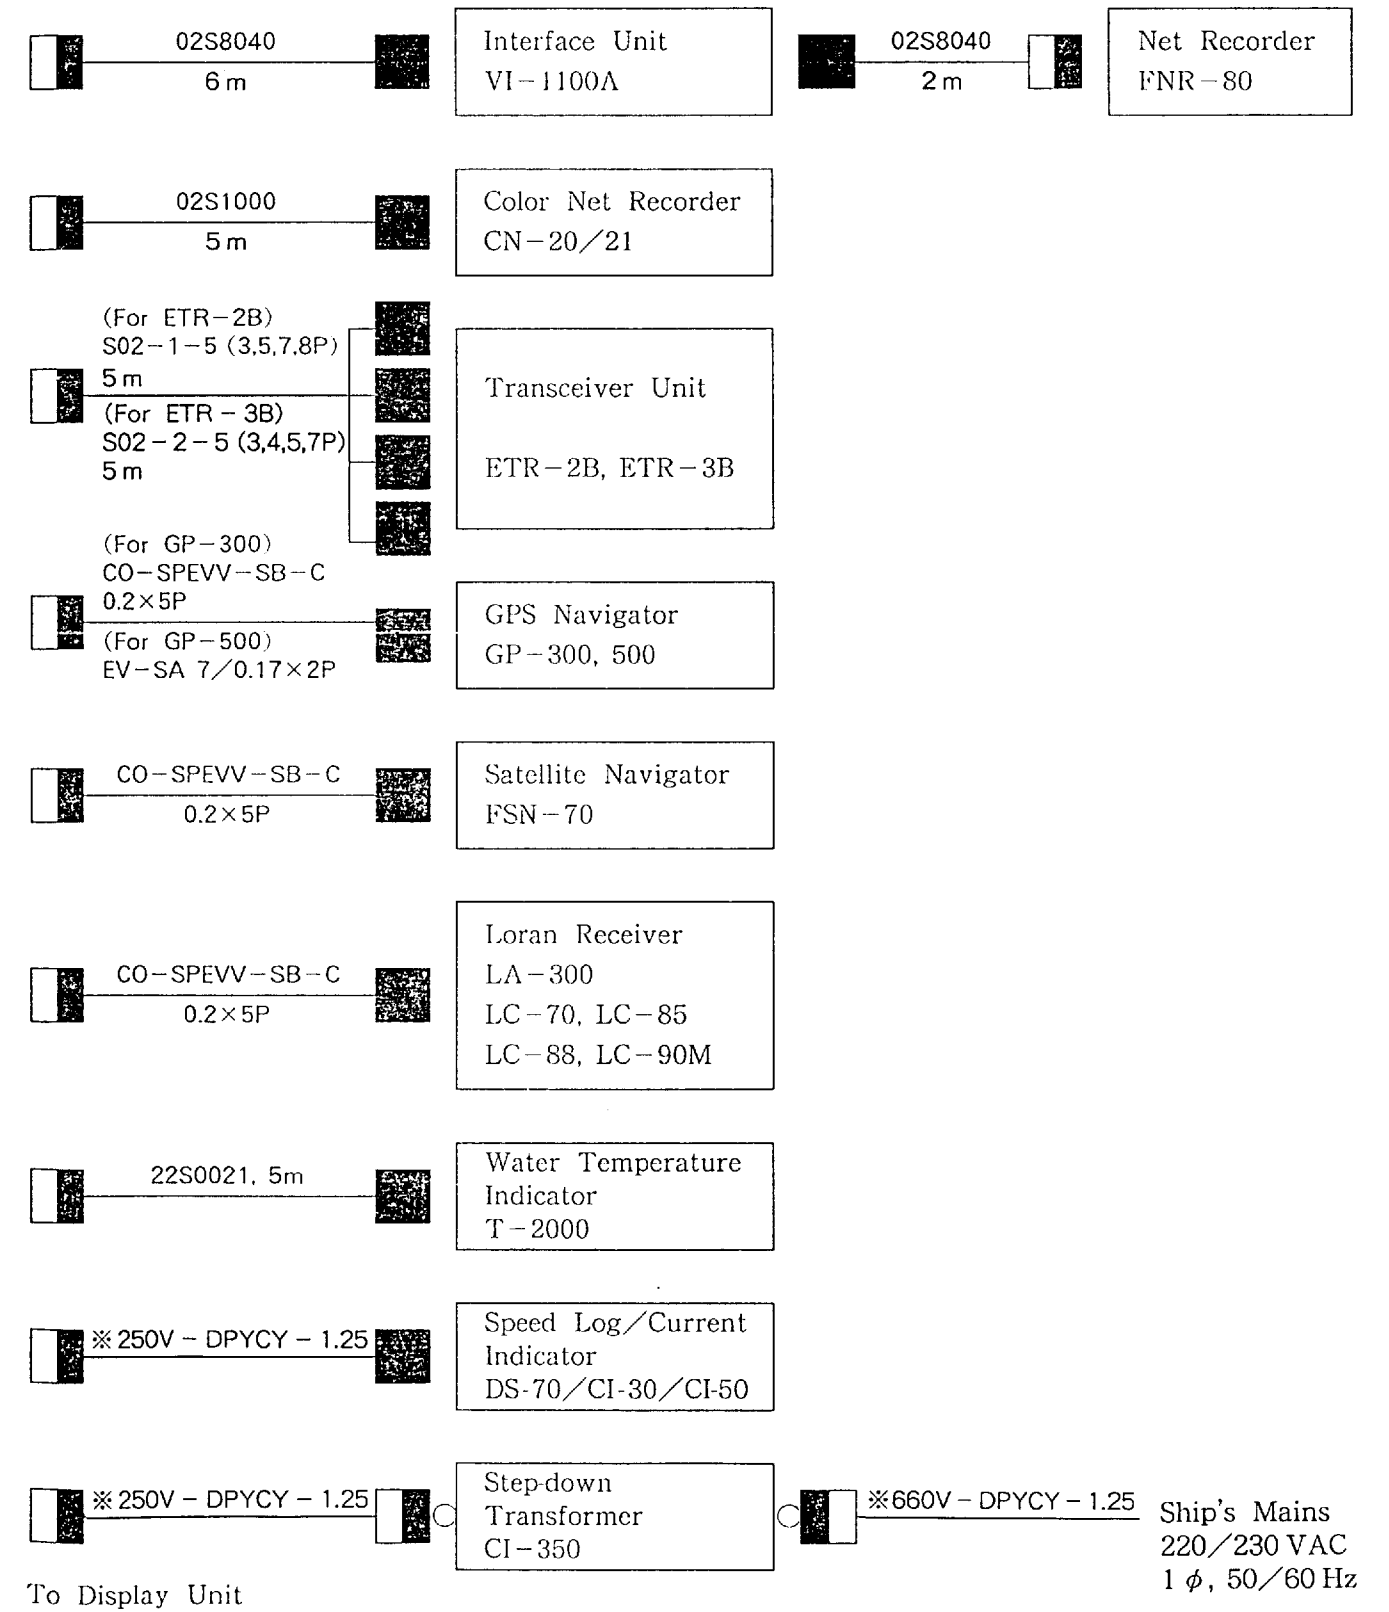 02S8040
6 m
Interface Unit
VI-1100A
02S8040
2 m
Net Recorder
FNR-80
02S1000
5 m
Color Net Recorder
CN-20/21
(For ETR-2B)
S02-1-5 (3,5,7,8P)
5 m
(For ETR-3B)
S02-2-5 (3,4,5,7P)
5 m
Transceiver Unit
ETR-2B, ETR-3B
(For GP-300)
CO-SPEVV-SB-C
0.2×5P
(For GP-500)
EV-SA 7/0.17×2P
GPS Navigator
GP-300, 500
CO-SPEVV-SB-C
0.2×5P
Satellite Navigator
FSN-70
CO-SPEVV-SB-C
0.2×5P
Loran Receiver
LA-300
LC-70, LC-85
LC-88, LC-90M
22S0021, 5m
Water Temperature
Indicator
T-2000
※250V-DPYCY-1.25
Speed Log/Current
Indicator
DS-70/CI-30/CI-50
※250V-DPYCY-1.25
Step-down
Transformer
CI-350
※660V-DPYCY-1.25
Ship's Mains
220/230 VAC
1 ϕ, 50/60 Hz
To Display Unit